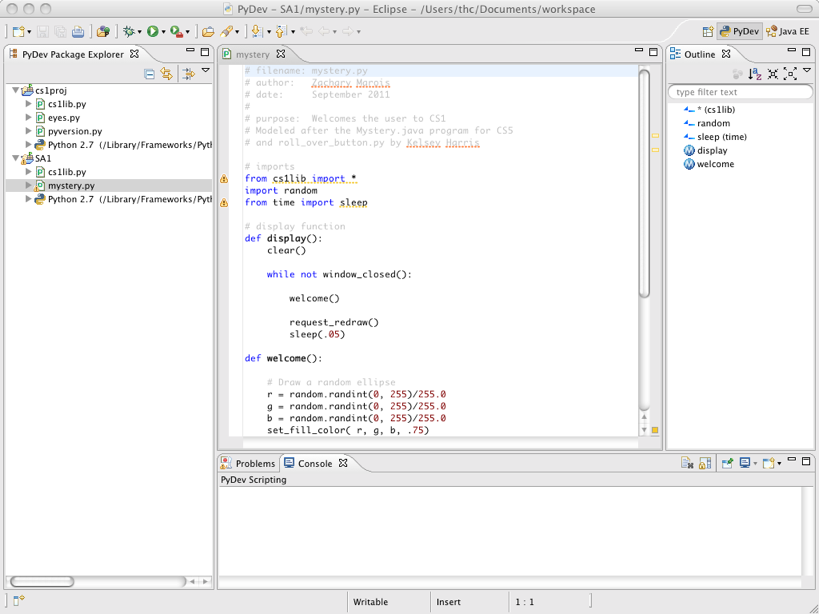 PyDev – SA1/mystery.py – Eclipse – /Users/thc/Documents/workspace
PyDev
Java EE
PyDev Package Explorer
cs1proj
cs1lib.py
eyes.py
pyversion.py
Python 2.7 (/Library/Frameworks/Pyth
SA1
cs1lib.py
mystery.py
Python 2.7 (/Library/Frameworks/Pyth
mystery
# filename: mystery.py
# author:   Zachary Marois
# date:     September 2011
#
# purpose:  Welcomes the user to CS1
# Modeled after the Mystery.java program for CS5
# and roll_over_button.py by Kelsey Harris
# imports
from cs1lib import *
import random
from time import sleep
# display function
def display():
clear()
while not window_closed():
welcome()
request_redraw()
sleep(.05)
def welcome():
# Draw a random ellipse
r = random.randint(0, 255)/255.0
g = random.randint(0, 255)/255.0
b = random.randint(0, 255)/255.0
set_fill_color( r, g, b, .75)
Outline
type filter text
* (cs1lib)
random
sleep (time)
display
welcome
Problems
Console
PyDev Scripting
Writable
Insert
1 : 1